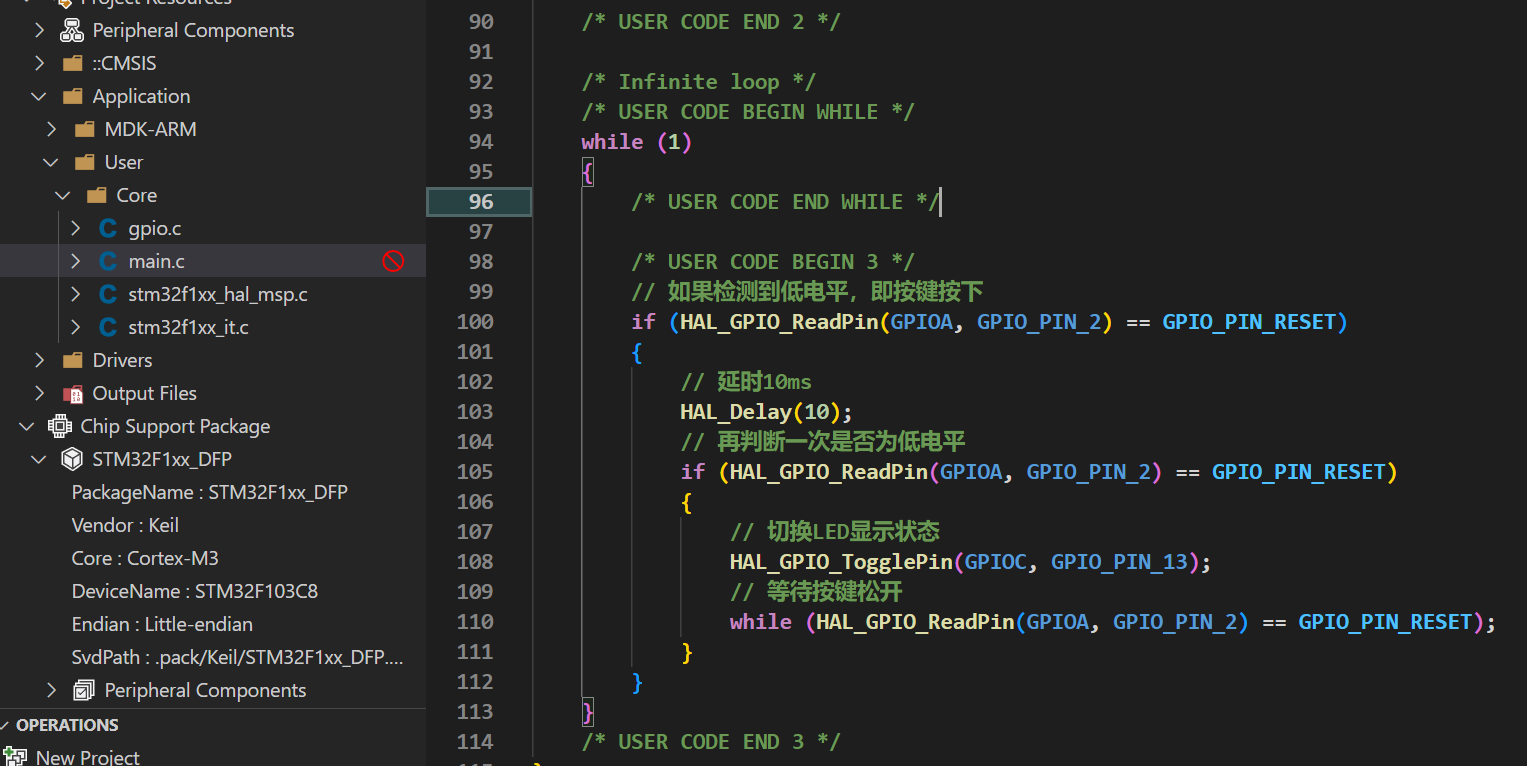 Project Resources
Peripheral Components
::CMSIS
Application
MDK-ARM
User
Core
gpio.c
main.c
stm32f1xx_hal_msp.c
stm32f1xx_it.c
Drivers
Output Files
Chip Support Package
STM32F1xx_DFP
PackageName : STM32F1xx_DFP
Vendor : Keil
Core : Cortex-M3
DeviceName : STM32F103C8
Endian : Little-endian
SvdPath : .pack/Keil/STM32F1xx_DFP....
Peripheral Components
OPERATIONS
New Project
90 /* USER CODE END 2 */
91
92 /* Infinite loop */
93 /* USER CODE BEGIN WHILE */
94 while (1)
95 {
96 /* USER CODE END WHILE */
97
98 /* USER CODE BEGIN 3 */
99 // 如果检测到低电平，即按键按下
100 if (HAL_GPIO_ReadPin(GPIOA, GPIO_PIN_2) == GPIO_PIN_RESET)
101 {
102 // 延时10ms
103 HAL_Delay(10);
104 // 再判断一次是否为低电平
105 if (HAL_GPIO_ReadPin(GPIOA, GPIO_PIN_2) == GPIO_PIN_RESET)
106 {
107 // 切换LED显示状态
108 HAL_GPIO_TogglePin(GPIOC, GPIO_PIN_13);
109 // 等待按键松开
110 while (HAL_GPIO_ReadPin(GPIOA, GPIO_PIN_2) == GPIO_PIN_RESET);
111 }
112 }
113 }
114 /* USER CODE END 3 */